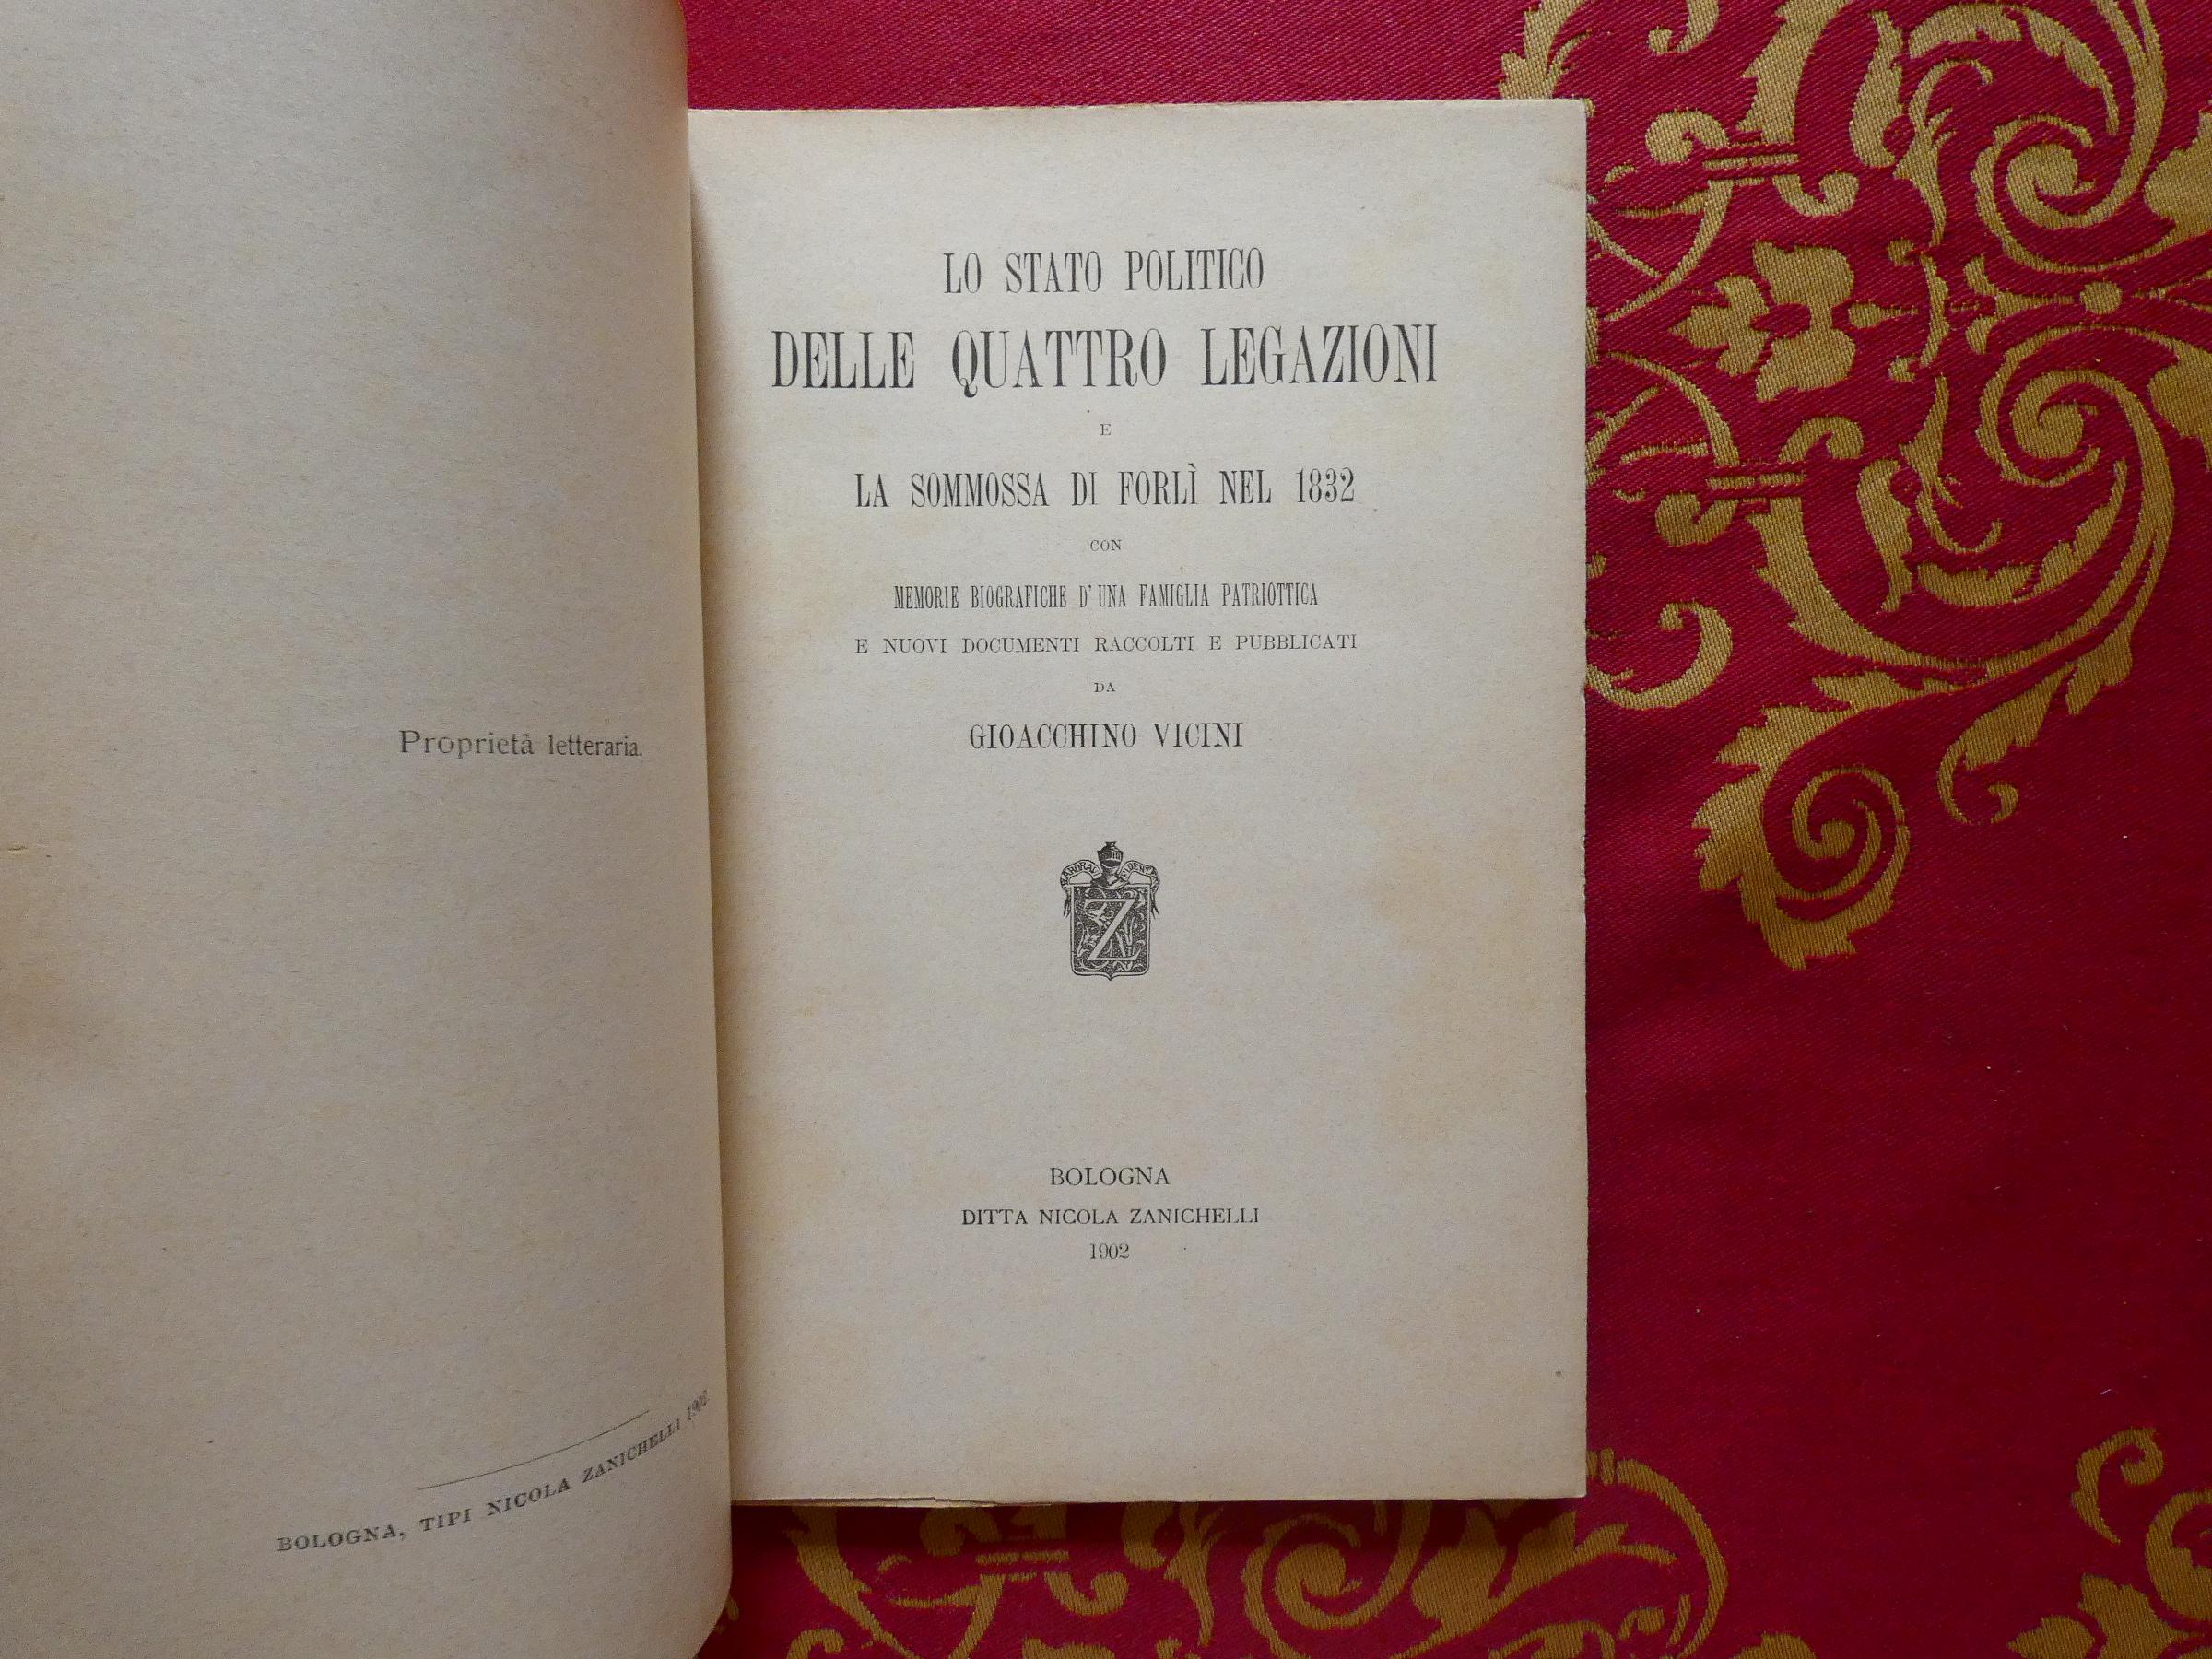 Proprietà letteraria.
BOLOGNA, TIPI NICOLA ZANICHELLI 1902
LO STATO POLITICO
DELLE QUATTRO LEGAZIONI
E
LA SOMMOSSA DI FORLÌ NEL 1832
CON
MEMORIE BIOGRAFICHE D'UNA FAMIGLIA PATRIOTTICA
E NUOVI DOCUMENTI RACCOLTI E PUBBLICATI
DA
GIOACCHINO VICINI
Z
BOLOGNA
DITTA NICOLA ZANICHELLI
1902